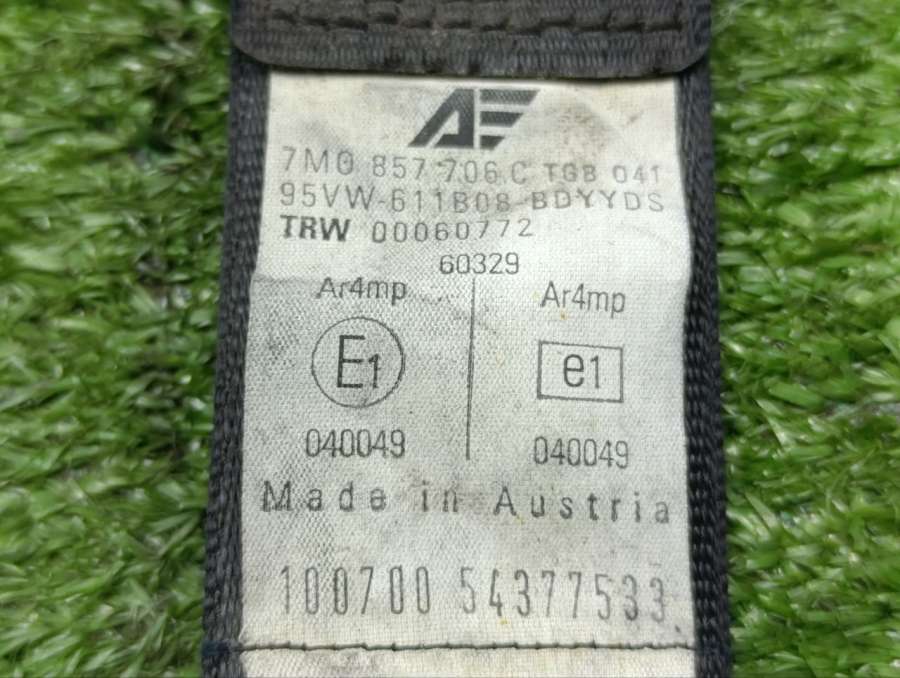 AE
7M0 857 706 C TGB 041
95VW-611B08-BDYYDS
TRW 00060772
60329
Ar4mp Ar4mp
E1 e1
040049 040049
Made in Austria
100700 54377533